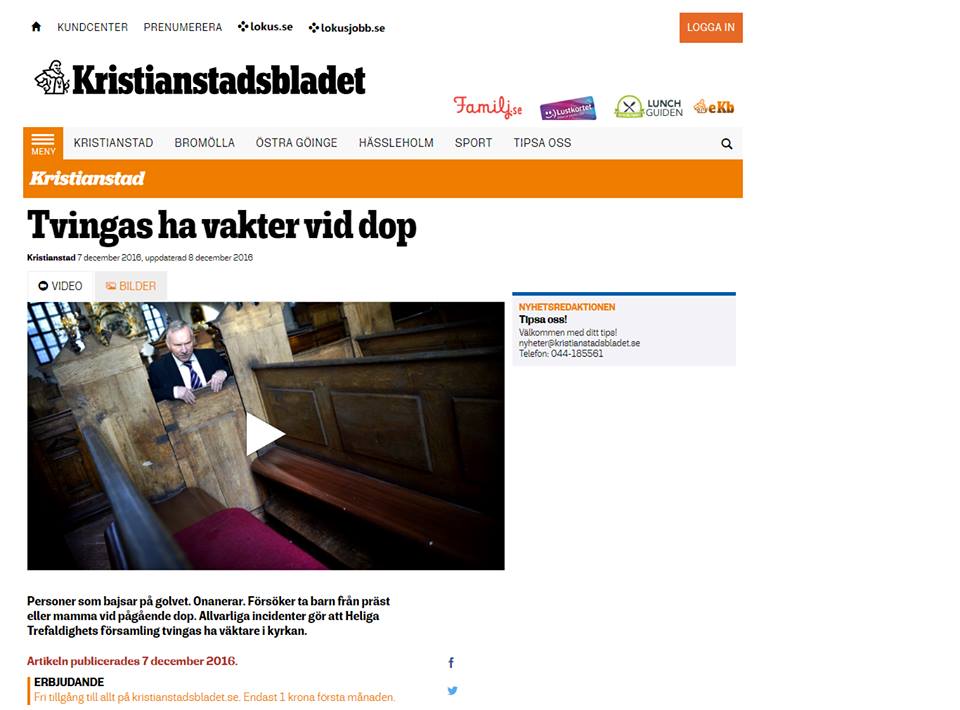 KUNDCENTER PRENUMERERA lokus.se lokusjobb.se LOGGA IN
Kristianstadsbladet
Familj.se Lustkortet LUNCH GUIDEN eKb
MENY KRISTIANSTAD BROMÖLLA ÖSTRA GÖINGE HÄSSLEHOLM SPORT TIPSA OSS
Kristianstad
Tvingas ha vakter vid dop
Kristianstad 7 december 2016, uppdaterad 8 december 2016
VIDEO BILDER
NYHETSREDAKTIONEN
Tipsa oss!
Välkommen med ditt tips!
nyheter@kristianstadsbladet.se
Telefon: 044-185561
Personer som bajsar på golvet. Onanerar. Försöker ta barn från präst
eller mamma vid pågående dop. Allvarliga incidenter gör att Heliga
Trefaldighets församling tvingas ha väktare i kyrkan.
Artikeln publicerades 7 december 2016.
ERBJUDANDE
Fri tillgång till allt på kristianstadsbladet.se. Endast 1 krona första månaden.